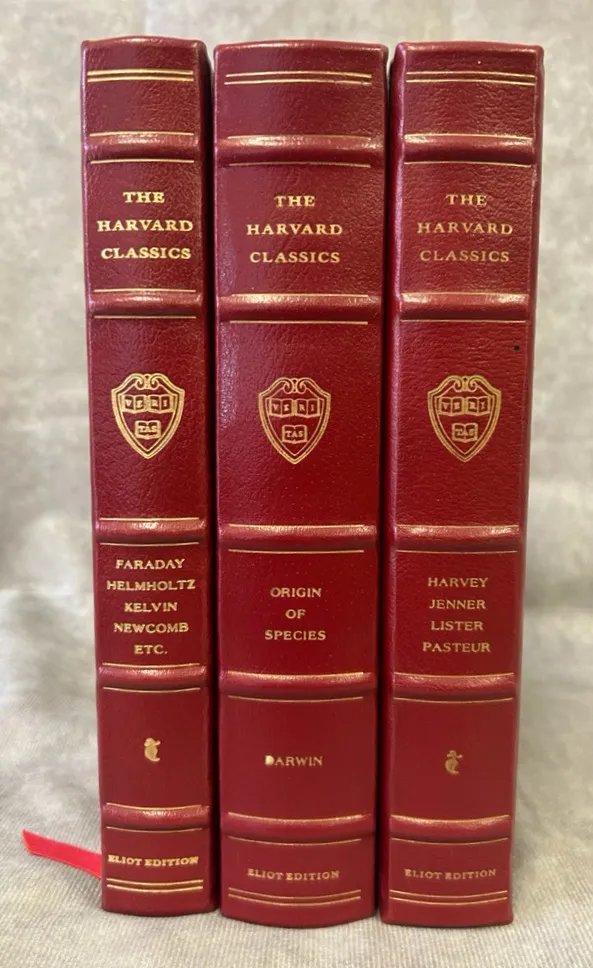 THE
HARVARD
CLASSICS
VE RI
TAS
FARADAY
HELMHOLTZ
KELVIN
NEWCOMB
ETC.
ELIOT EDITION
THE
HARVARD
CLASSICS
VE RI
TAS
ORIGIN
OF
SPECIES
DARWIN
ELIOT EDITION
THE
HARVARD
CLASSICS
VE RI
TAS
HARVEY
JENNER
LISTER
PASTEUR
ELIOT EDITION